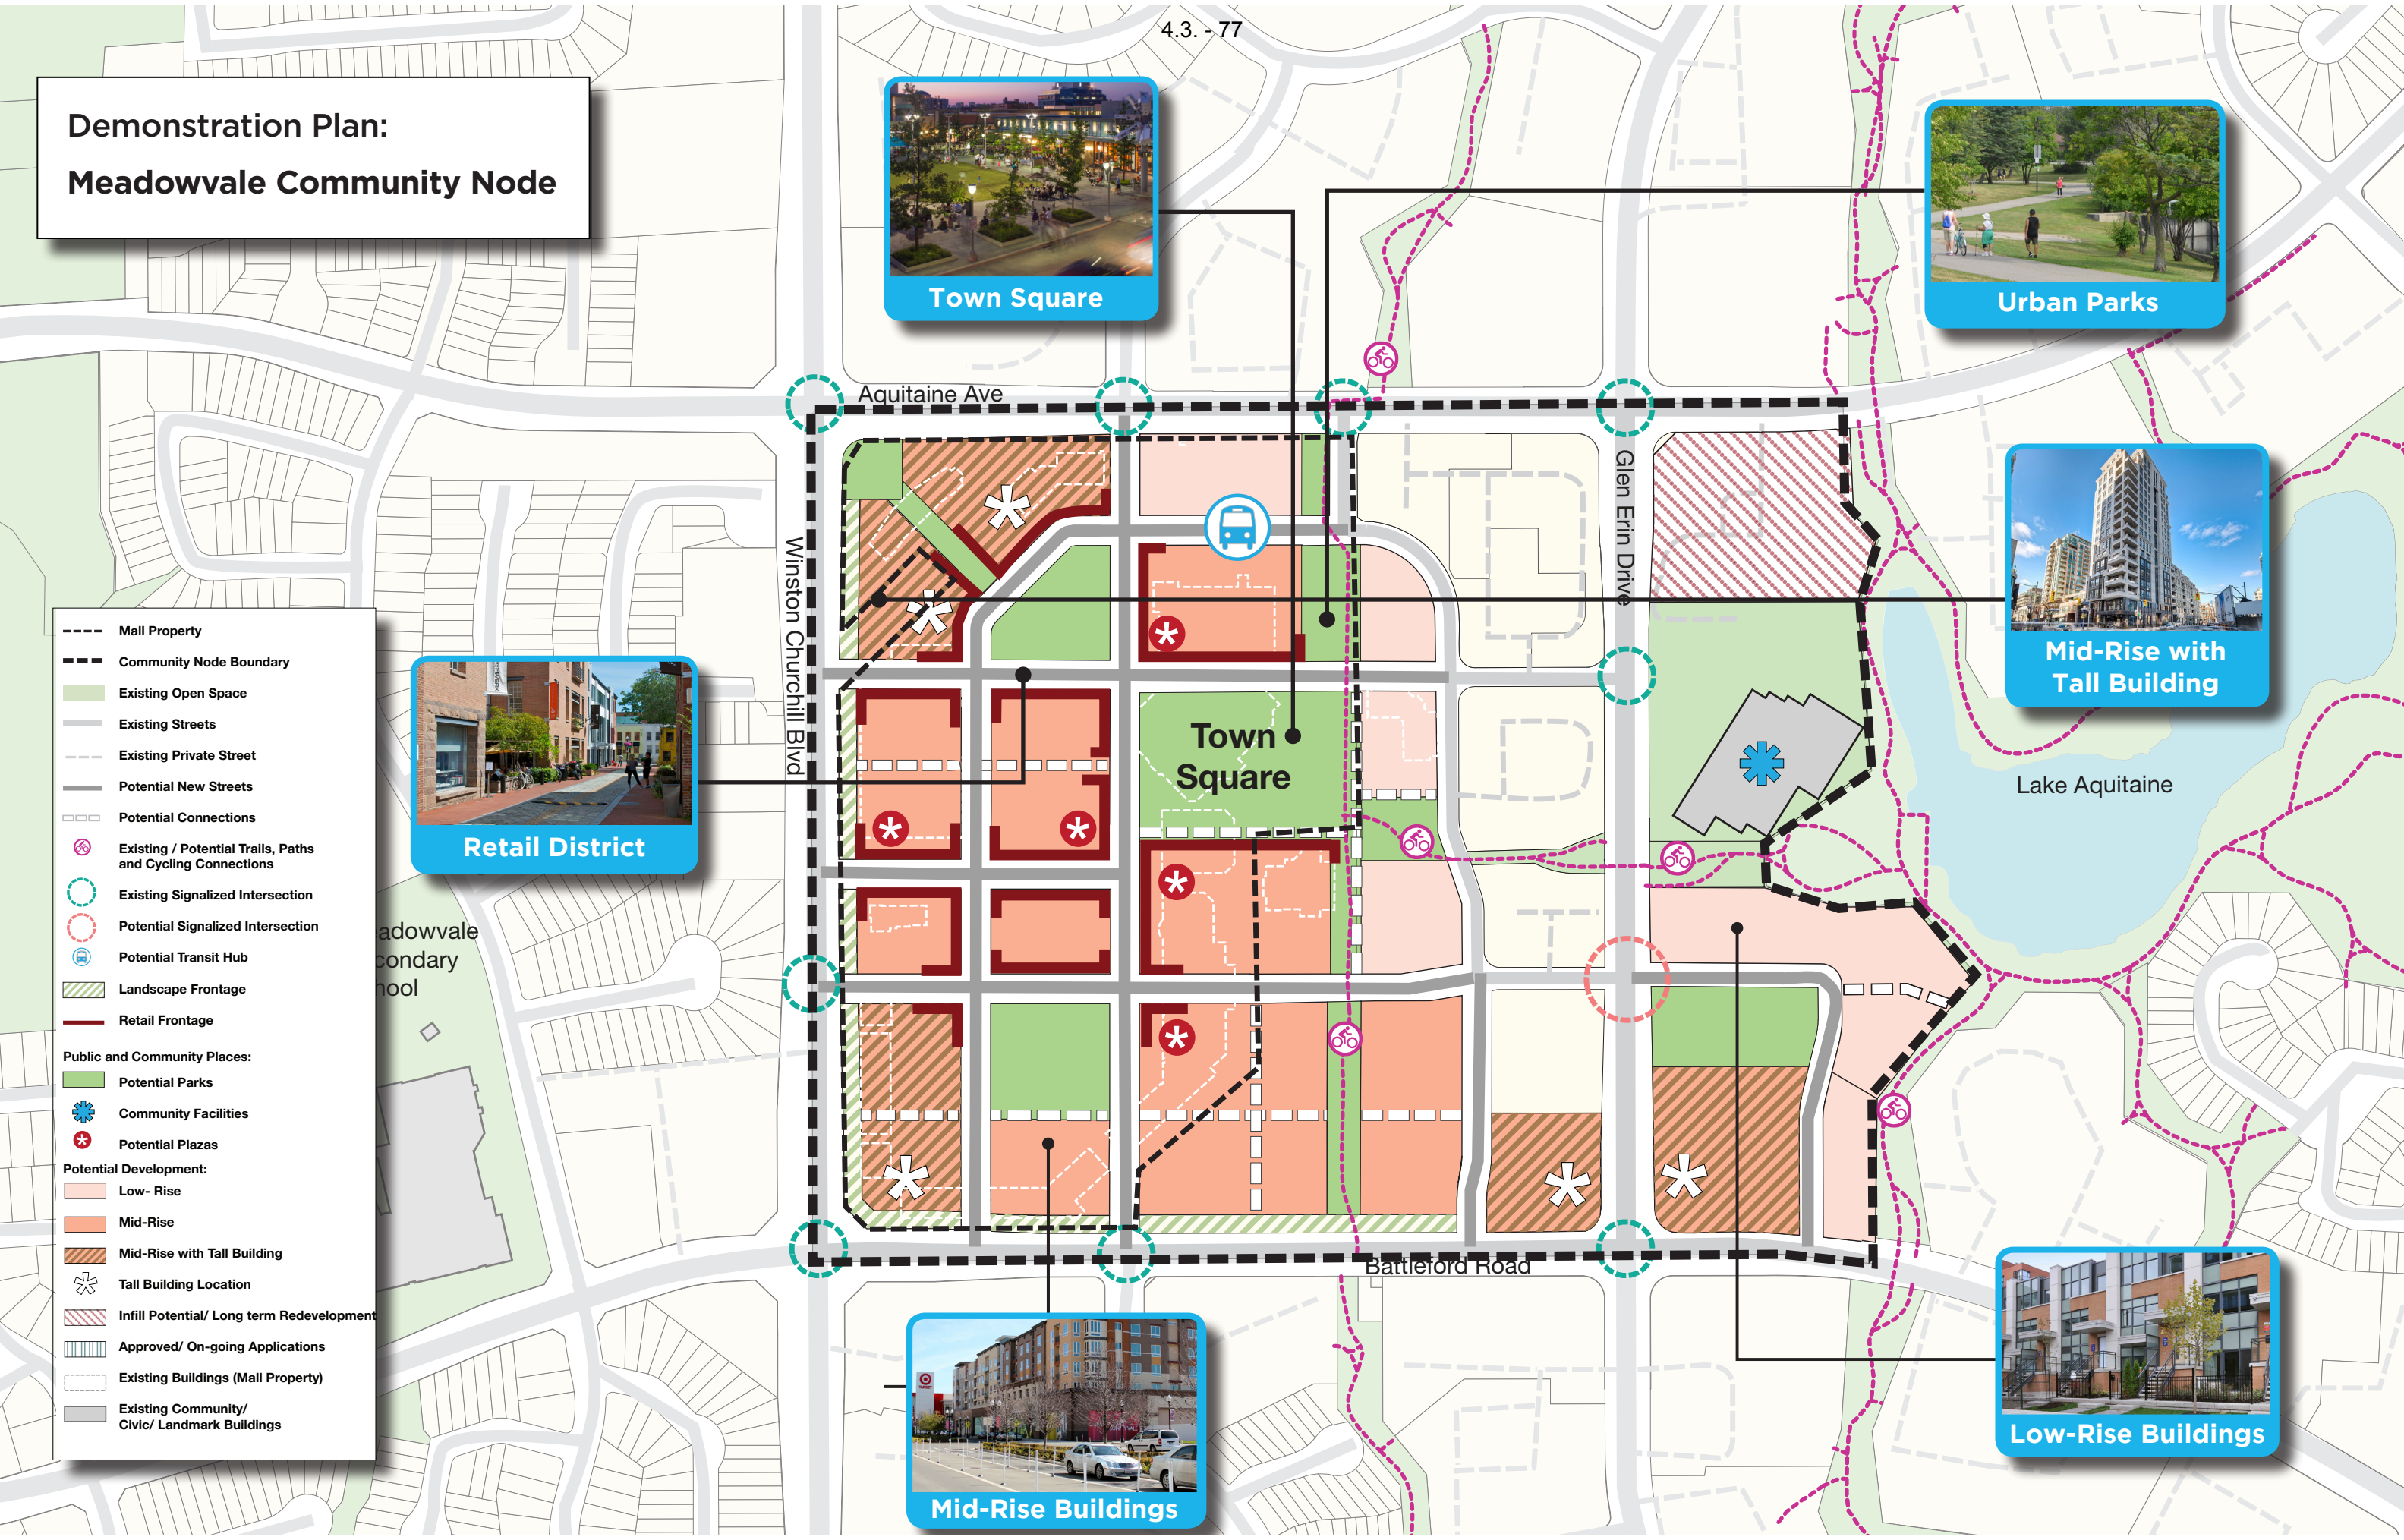 4.3. - 77
Demonstration Plan:
Meadowvale Community Node
Town Square
Urban Parks
Aquitaine Ave
Winston Churchill Blvd
Glen Erin Drive
Mid-Rise with
Tall Building
Mall Property
Community Node Boundary
Existing Open Space
Existing Streets
Existing Private Street
Potential New Streets
Potential Connections
Existing / Potential Trails, Paths
and Cycling Connections
Existing Signalized Intersection
Potential Signalized Intersection
Potential Transit Hub
Landscape Frontage
Retail Frontage
Public and Community Places:
Potential Parks
Community Facilities
Potential Plazas
Potential Development:
Low- Rise
Mid-Rise
Mid-Rise with Tall Building
Tall Building Location
Infill Potential/ Long term Redevelopment
Approved/ On-going Applications
Existing Buildings (Mall Property)
Existing Community/
Civic/ Landmark Buildings
Retail District
Town
Square
Lake Aquitaine
eadowvale
condary
hool
Battleford Road
Mid-Rise Buildings
Low-Rise Buildings